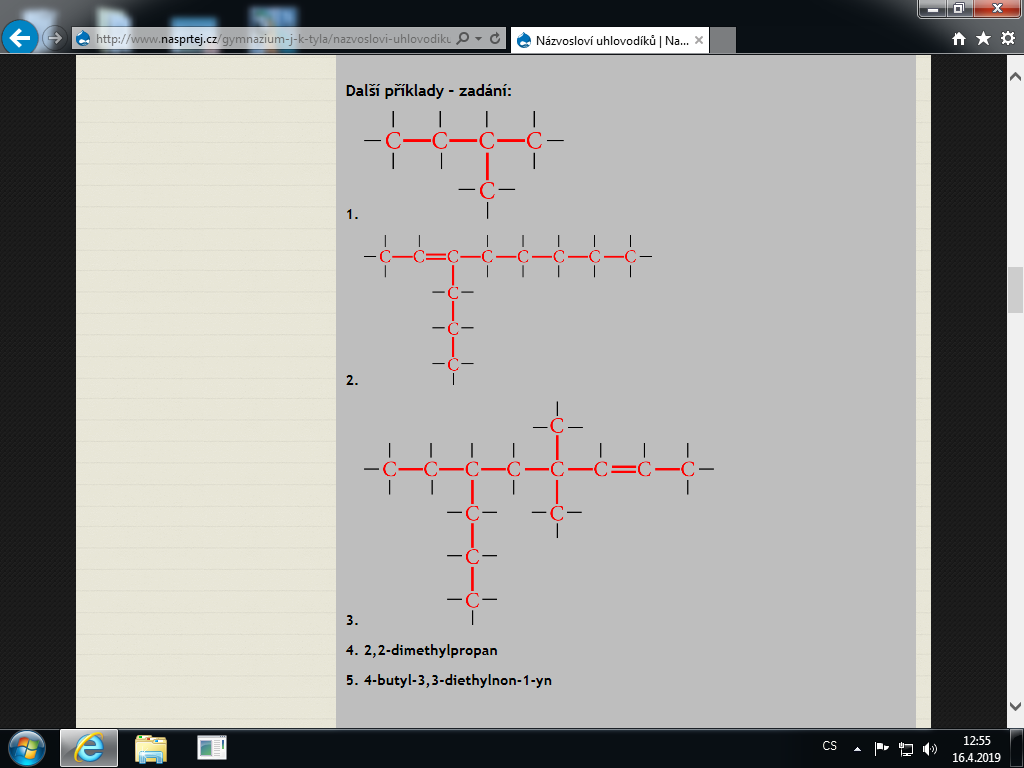 http://www.nasprtej.cz/gymnazium-j-k-tyla/nazvoslovi-uhlovodiku
Názvosloví uhlovodíků | Na...
Další příklady - zadání:
C C C C
C
1.
C C C C C C C C
C
C
C
2.
C
C C C C C C C C
C C
C
C
3.
4. 2,2-dimethylpropan
5. 4-butyl-3,3-diethylnon-1-yn
CS
12:55
16.4.2019